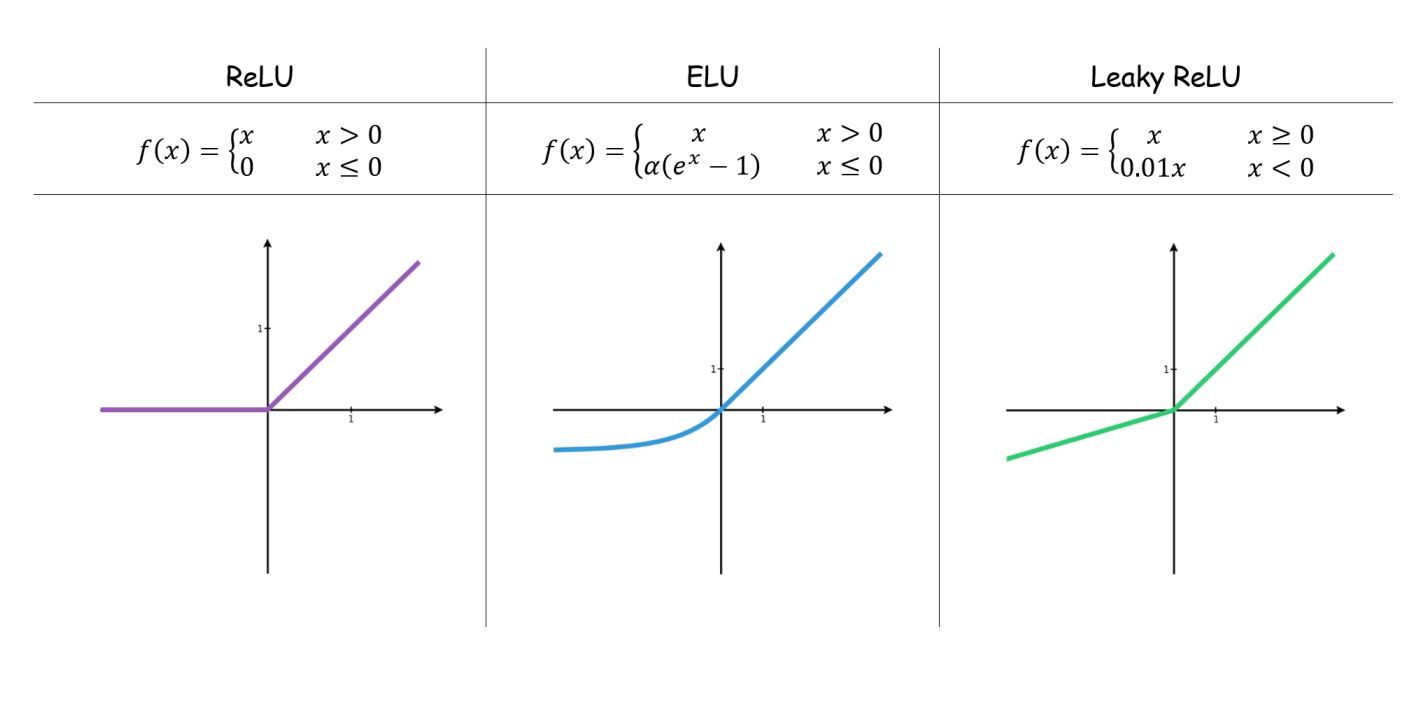 ReLU
ELU
Leaky ReLU
f(x) = { x x > 0
0 x ≤ 0
f(x) = { x x > 0
α(eˣ − 1) x ≤ 0
f(x) = { x x ≥ 0
0.01x x < 0
1
1
1
1
1
1